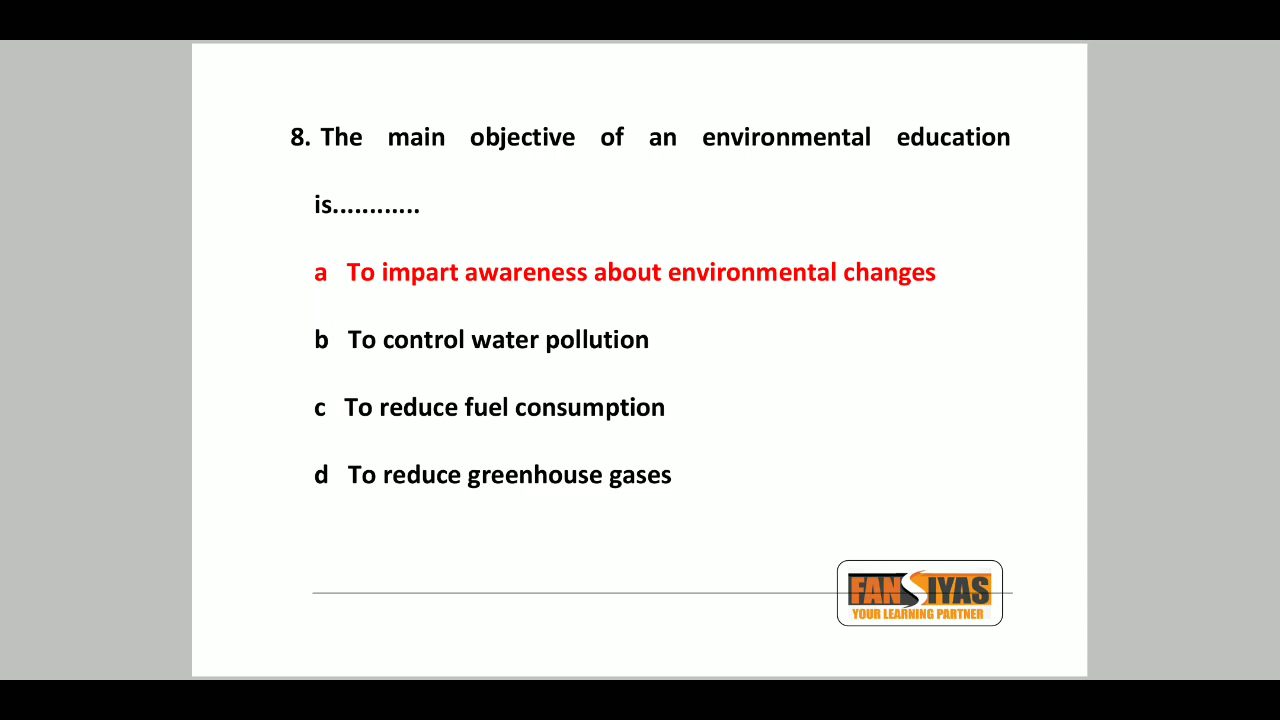 8. The main objective of an environmental education
is............
a To impart awareness about environmental changes
b To control water pollution
c To reduce fuel consumption
d To reduce greenhouse gases
FANSIYAS
YOUR LEARNING PARTNER